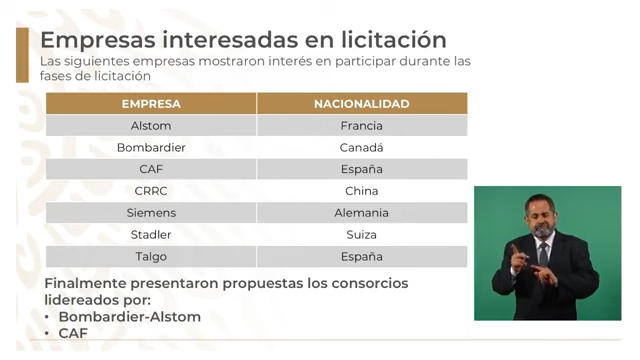 Empresas interesadas en licitación
Las siguientes empresas mostraron interés en participar durante las
fases de licitación
EMPRESA NACIONALIDAD
Alstom Francia
Bombardier Canadá
CAF España
CRRC China
Siemens Alemania
Stadler Suiza
Talgo España
Finalmente presentaron propuestas los consorcios
lidereados por:
• Bombardier-Alstom
• CAF